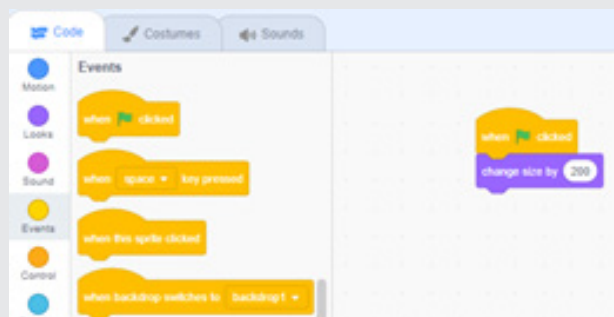 Code Costumes Sounds
Motion
Looks
Sound
Events
Control
Events
when clicked
when space key pressed
when this sprite clicked
when backdrop switches to backdrop1
when clicked
change size by 200